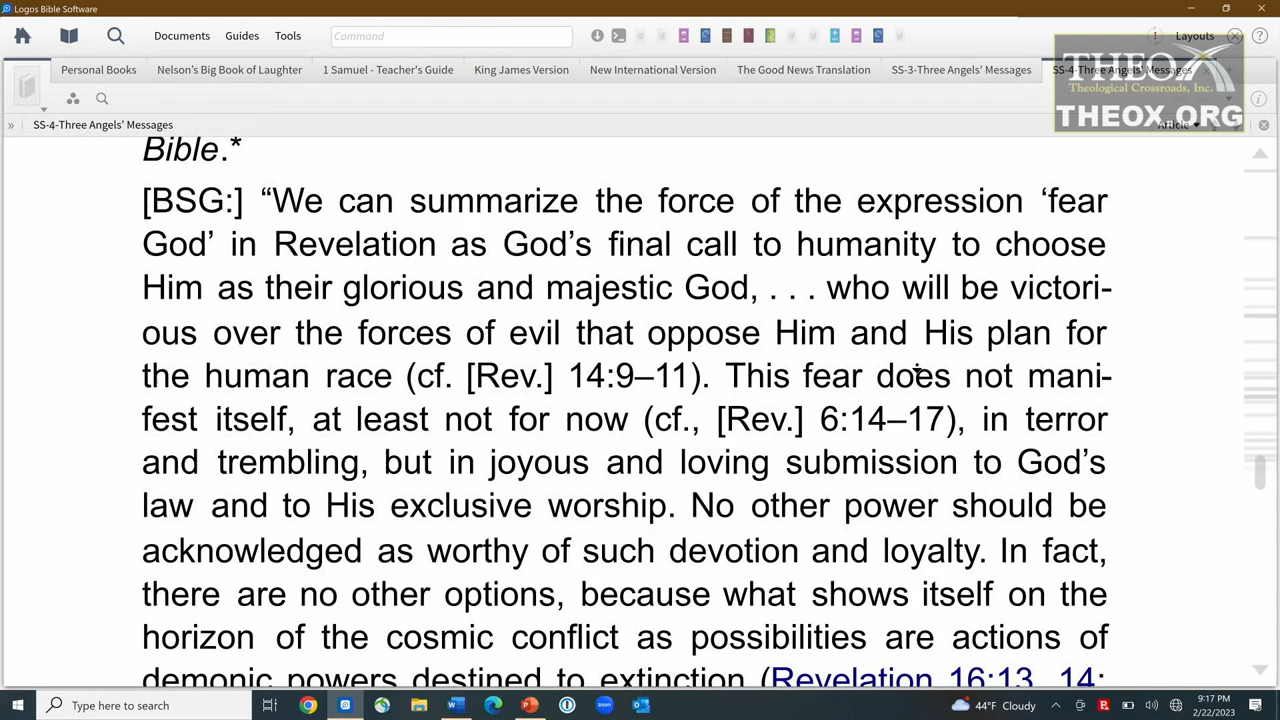 Logos Bible Software
Documents Guides Tools Command Layouts
Personal Books Nelson's Big Book of Laughter 1 Sam King James Version New International Version The Good News Translation SS-3-Three Angels' Messages SS-4-Three Angels' Messages
THEOX
Theological Crossroads, Inc.
THEOX.ORG
» SS-4-Three Angels' Messages Article
Bible.*
[BSG:] “We can summarize the force of the expression ‘fear
God’ in Revelation as God’s final call to humanity to choose
Him as their glorious and majestic God, . . . who will be victori-
ous over the forces of evil that oppose Him and His plan for
the human race (cf. [Rev.] 14:9–11). This fear does not mani-
fest itself, at least not for now (cf., [Rev.] 6:14–17), in terror
and trembling, but in joyous and loving submission to God’s
law and to His exclusive worship. No other power should be
acknowledged as worthy of such devotion and loyalty. In fact,
there are no other options, because what shows itself on the
horizon of the cosmic conflict as possibilities are actions of
demonic powers destined to extinction (Revelation 16:13, 14;
Type here to search
44°F Cloudy
9:17 PM
2/22/2023